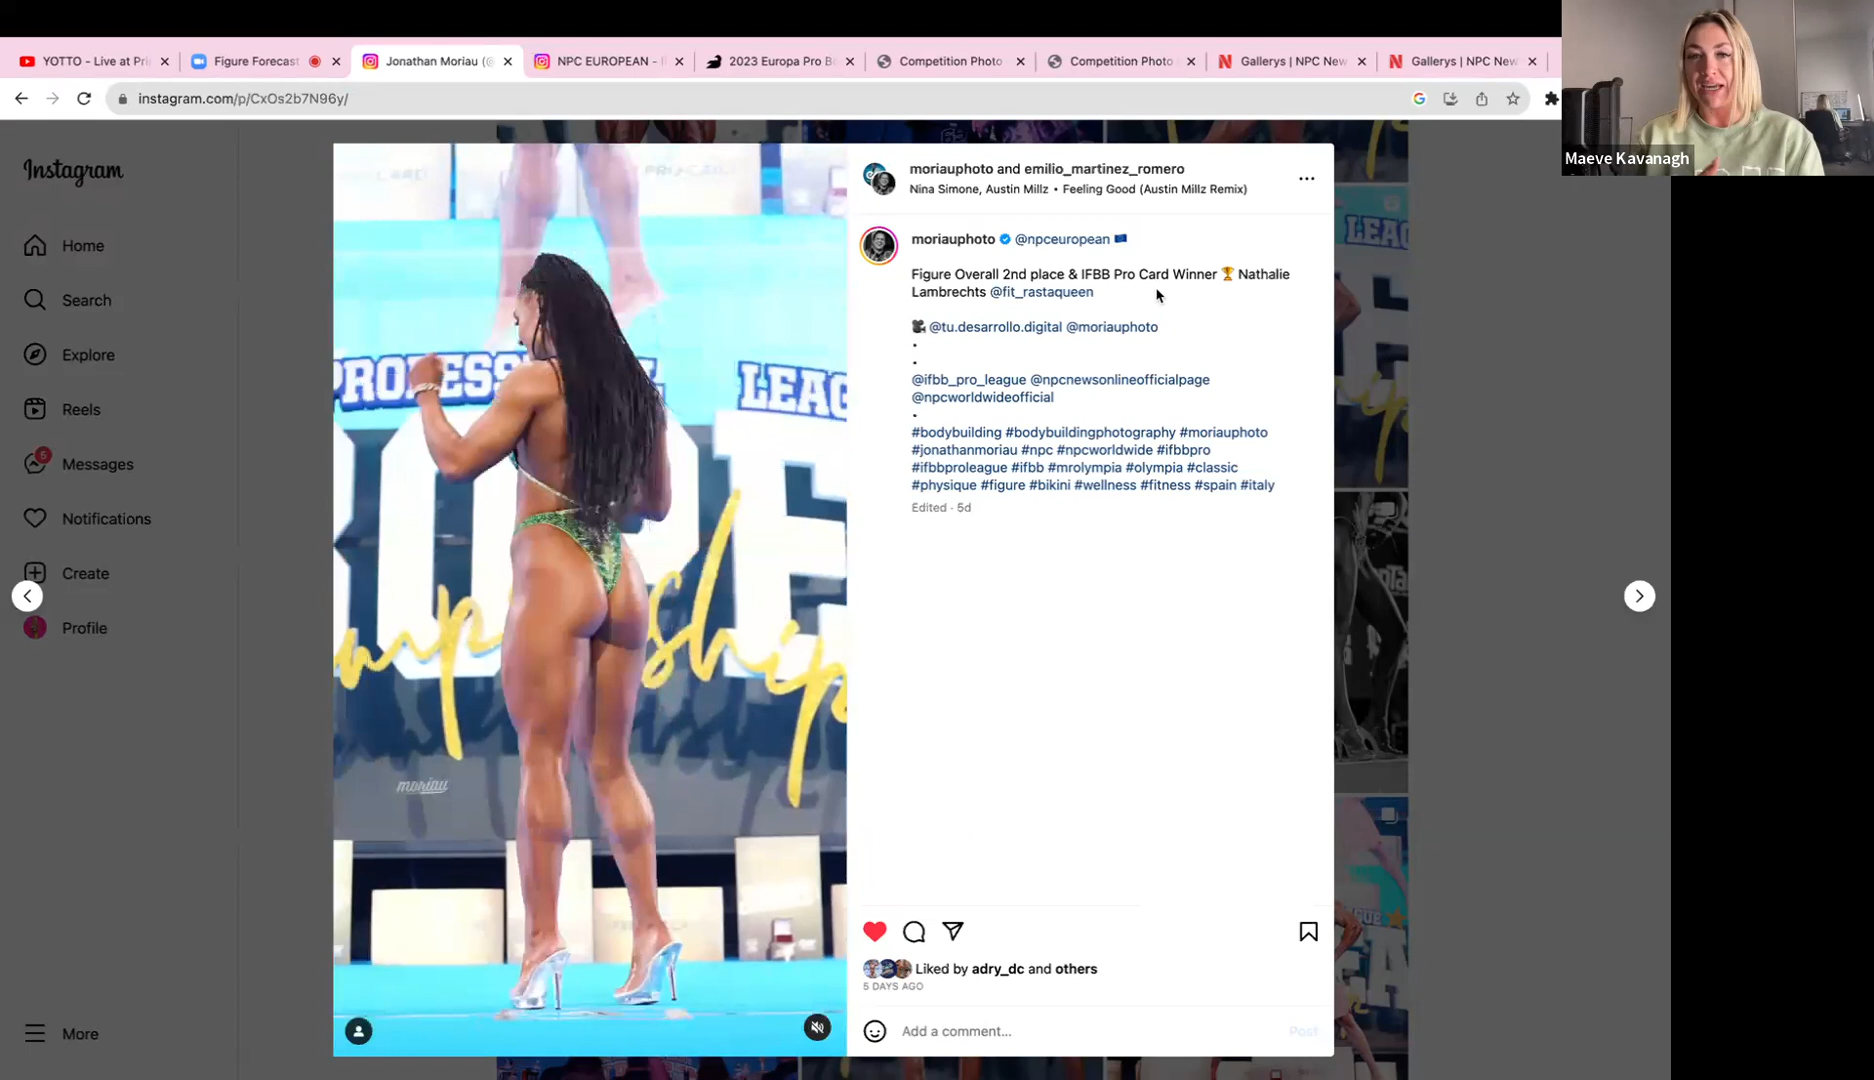 YOTTO - Live at Pri
Figure Forecast
Jonathan Moriau (@
NPC EUROPEAN - I
2023 Europa Pro B
Competition Photo
Competition Photo
Gallerys | NPC New
Gallerys | NPC New
instagram.com/p/CxOs2b7N96y/
Maeve Kavanagh
Instagram
Home
Search
Explore
Reels
5
Messages
Notifications
Create
Profile
More
PROFESS
LEAGU
LEAG
moriau
moriauphoto and emilio_martinez_romero
Nina Simone, Austin Millz • Feeling Good (Austin Millz Remix)
moriauphoto @npceuropean
Figure Overall 2nd place & IFBB Pro Card Winner 🏆 Nathalie
Lambrechts @fit_rastaqueen
🎥 @tu.desarrollo.digital @moriauphoto
•
•
@ifbb_pro_league @npcnewsonlineofficialpage
@npcworldwideofficial
•
#bodybuilding #bodybuildingphotography #moriauphoto
#jonathanmoriau #npc #npcworldwide #ifbbpro
#ifbbproleague #ifbb #mrolympia #olympia #classic
#physique #figure #bikini #wellness #fitness #spain #italy
Edited · 5d
Liked by adry_dc and others
5 DAYS AGO
Add a comment...
Post